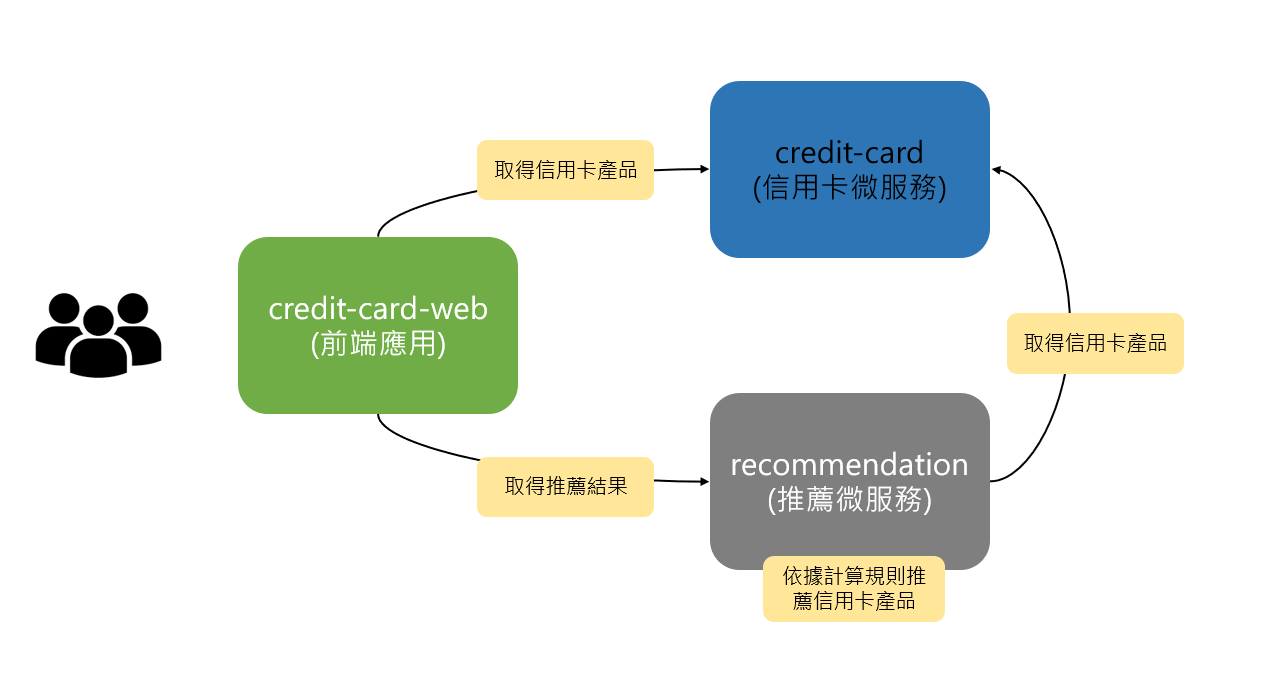 取得信用卡產品
credit-card
(信用卡微服務)
credit-card-web
(前端應用)
取得信用卡產品
取得推薦結果
recommendation
(推薦微服務)
依據計算規則推
薦信用卡產品